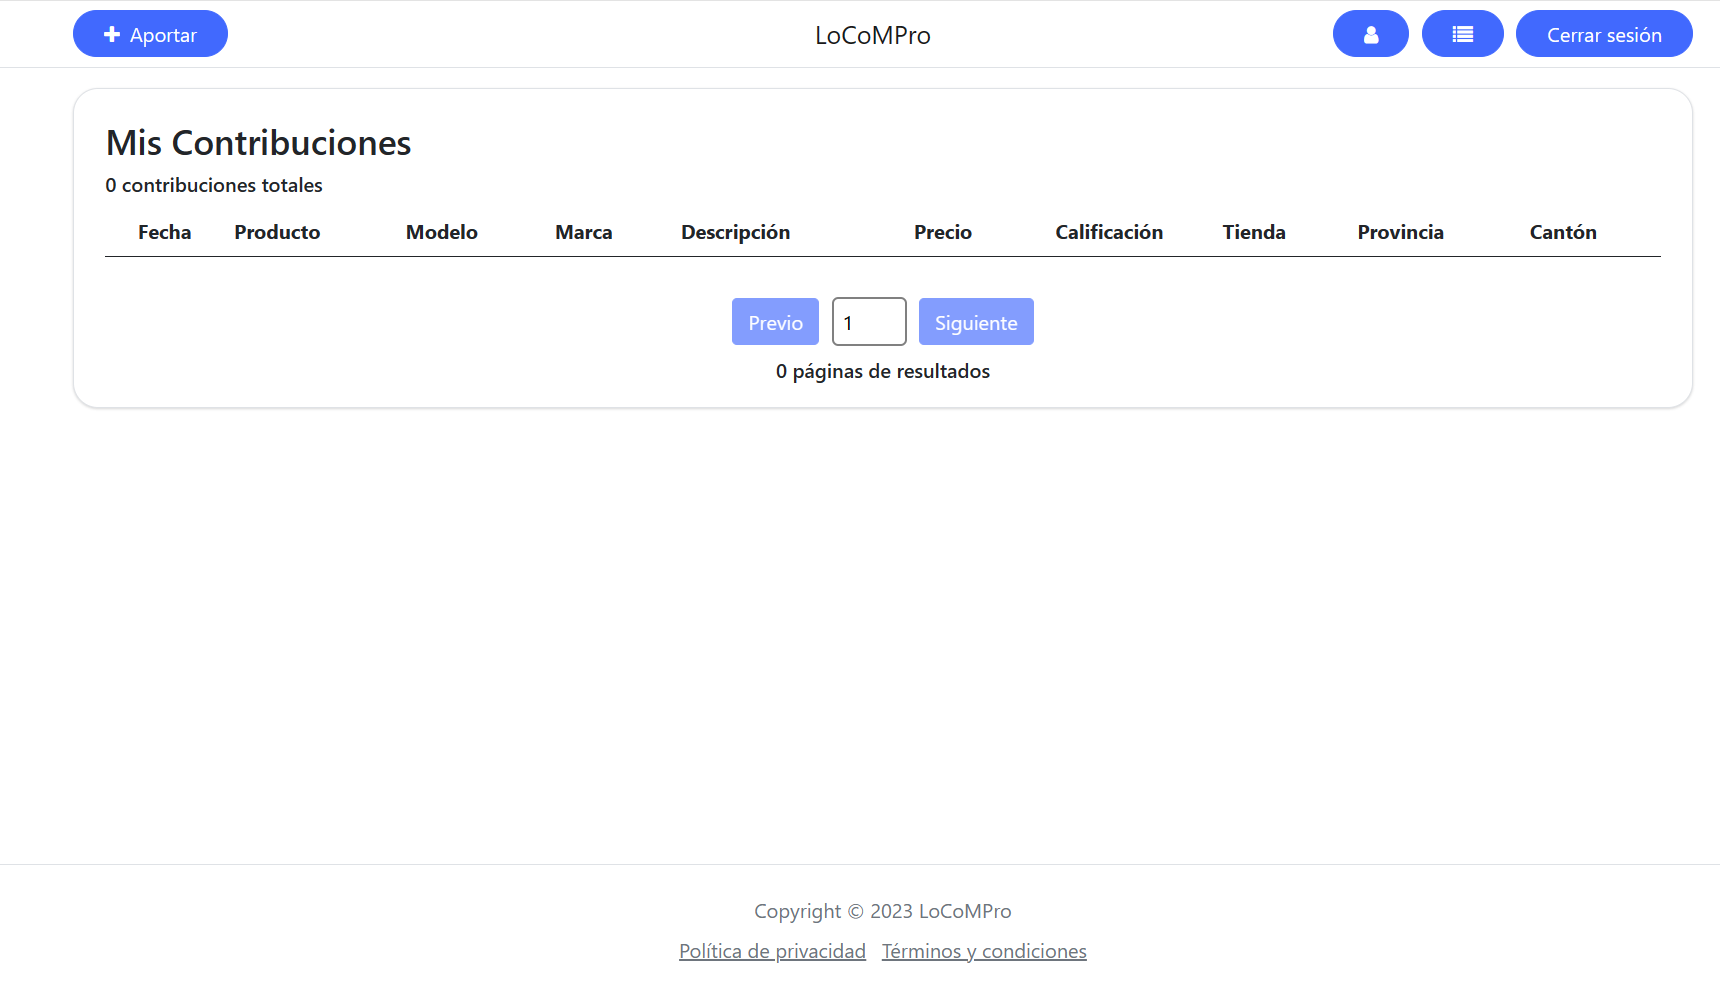 Aportar
LoCoMPro
Cerrar sesión
Mis Contribuciones
0 contribuciones totales
Fecha Producto Modelo Marca Descripción Precio Calificación Tienda Provincia Cantón
Previo 1 Siguiente
0 páginas de resultados
Copyright © 2023 LoCoMPro
Política de privacidad Términos y condiciones